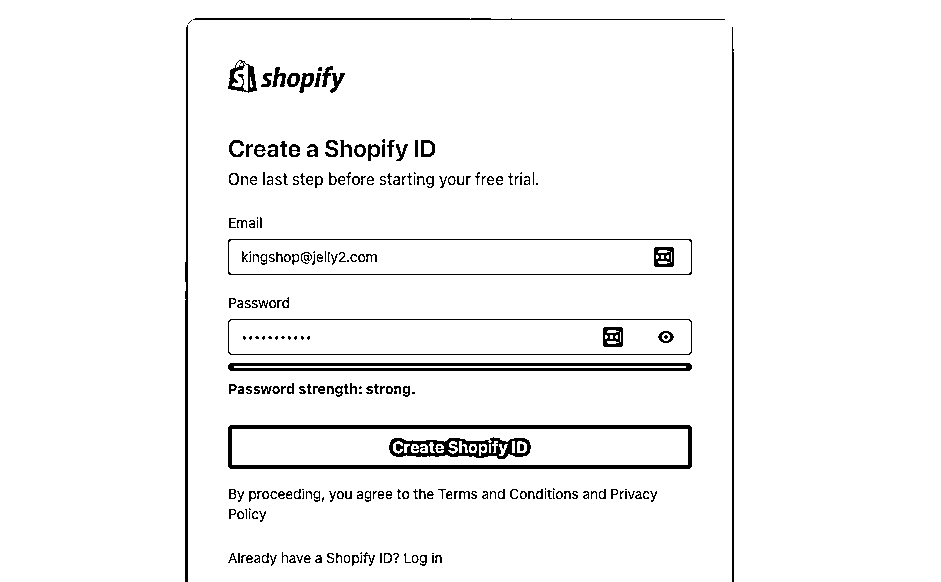 shopify
Create a Shopify ID
One last step before starting your free trial.
Email
kingshop@jelly2.com
Password
•••••••••••
Password strength: strong.
Create Shopify ID
By proceeding, you agree to the Terms and Conditions and Privacy
Policy
Already have a Shopify ID? Log in